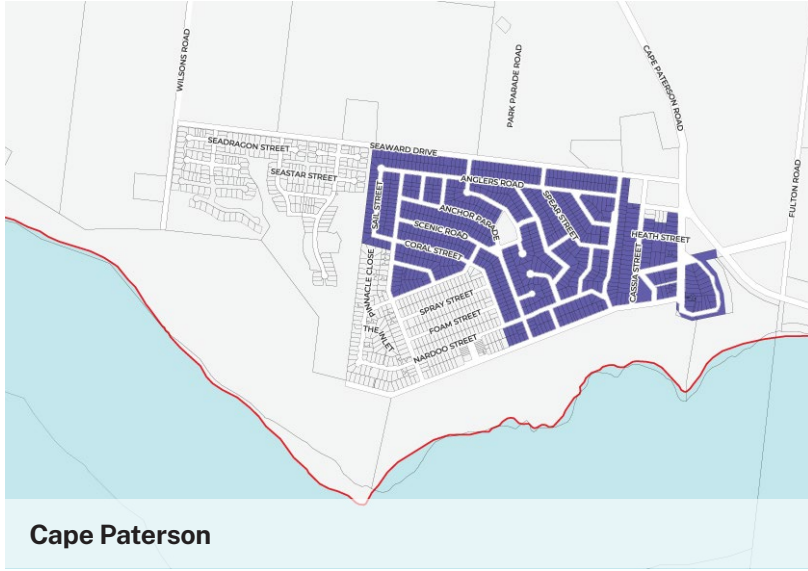 WILSONS ROAD
PARK PARADE ROAD
CAPE PATERSON ROAD
FULTON ROAD
SEADRAGON STREET
SEAWARD DRIVE
SEASTAR STREET
ANGLERS ROAD
SAIL STREET
ANCHOR PARADE
SPEAR STREET
SCENIC ROAD
CORAL STREET
HEATH STREET
CASSIA STREET
PINNACLE CLOSE
SPRAY STREET
THE INLET
FOAM STREET
NARDOO STREET
Cape Paterson